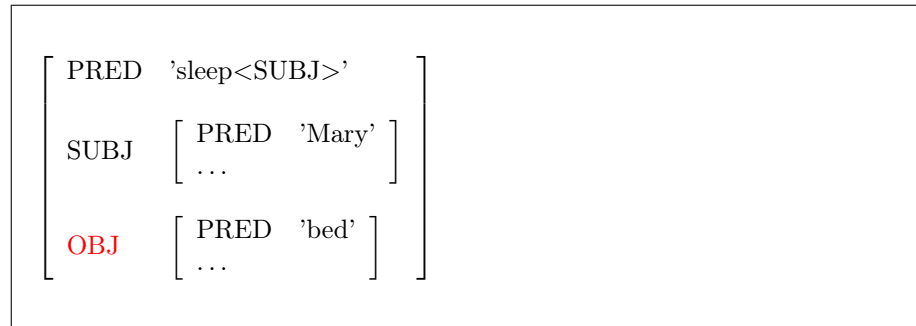 PRED ’sleep<SUBJ>’
PRED ’Mary’
SUBJ
. . .
PRED ’bed’
OBJ
. . .